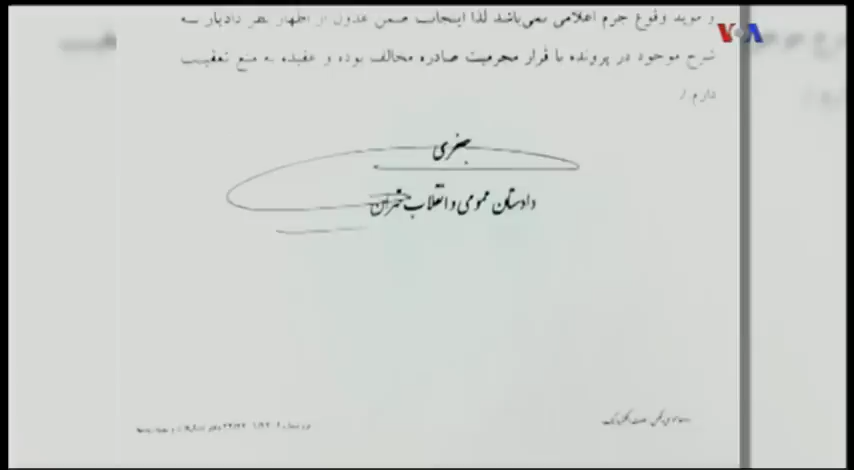 و موید وقوع جرم اعلامی نمی‌باشد لذا اینجانب ضمن عدول از اظهار نظر دادیار به
VOA
شرح موجود در پرونده با قرار مجرمیت صادره مخالف بوده و عقیده به منع تعقیب
دارم /
جعفری
دادستان عمومی و انقلاب تهران